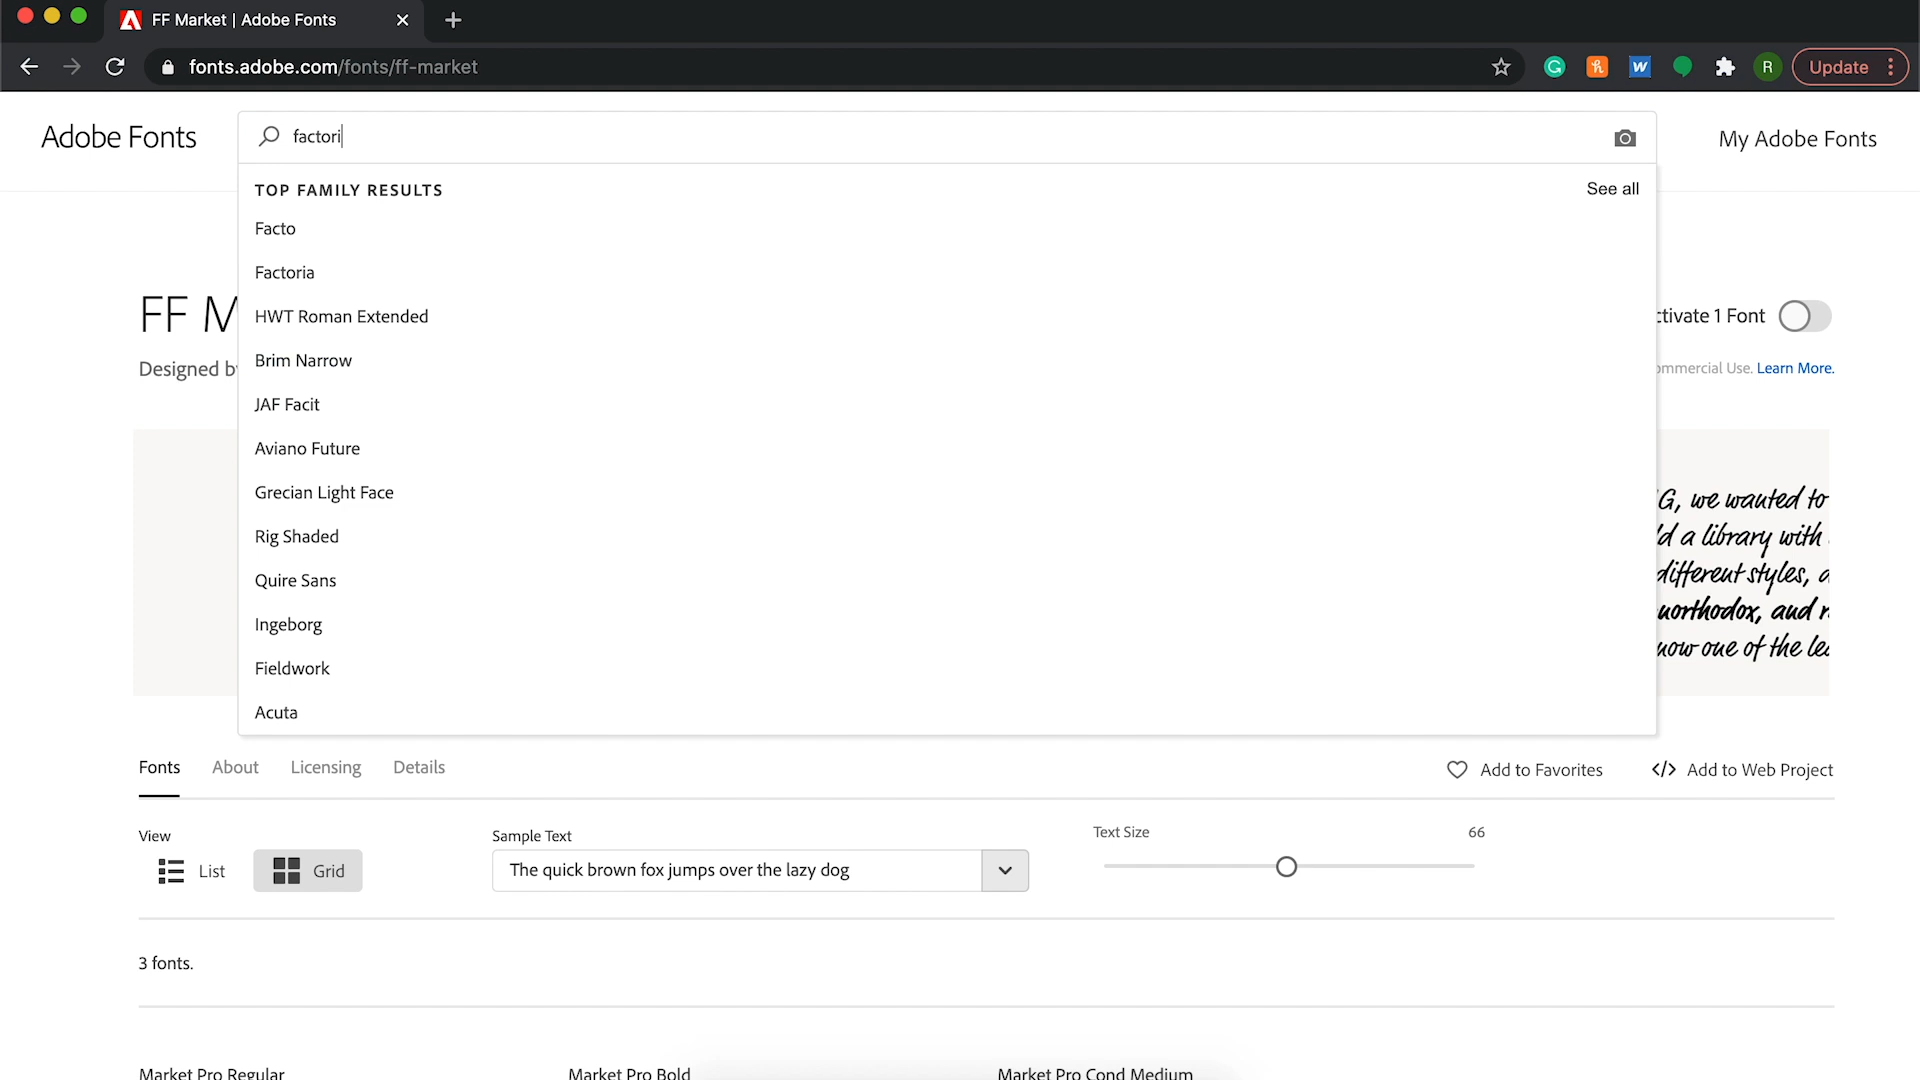 FF Market | Adobe Fonts
fonts.adobe.com/fonts/ff-market
R
Update
Adobe Fonts
factori
My Adobe Fonts
TOP FAMILY RESULTS
See all
Facto
Factoria
HWT Roman Extended
Brim Narrow
JAF Facit
Aviano Future
Grecian Light Face
Rig Shaded
Quire Sans
Ingeborg
Fieldwork
Acuta
FF M
ctivate 1 Font
Designed b
ommercial Use. Learn More.
G, we wanted to
d a library with
different styles,
northodox, and r
now one of the le
Fonts
About
Licensing
Details
Add to Favorites
</> Add to Web Project
View
List
Grid
Sample Text
The quick brown fox jumps over the lazy dog
Text Size
66
3 fonts.
Market Pro Regular
Market Pro Bold
Market Pro Cond Medium